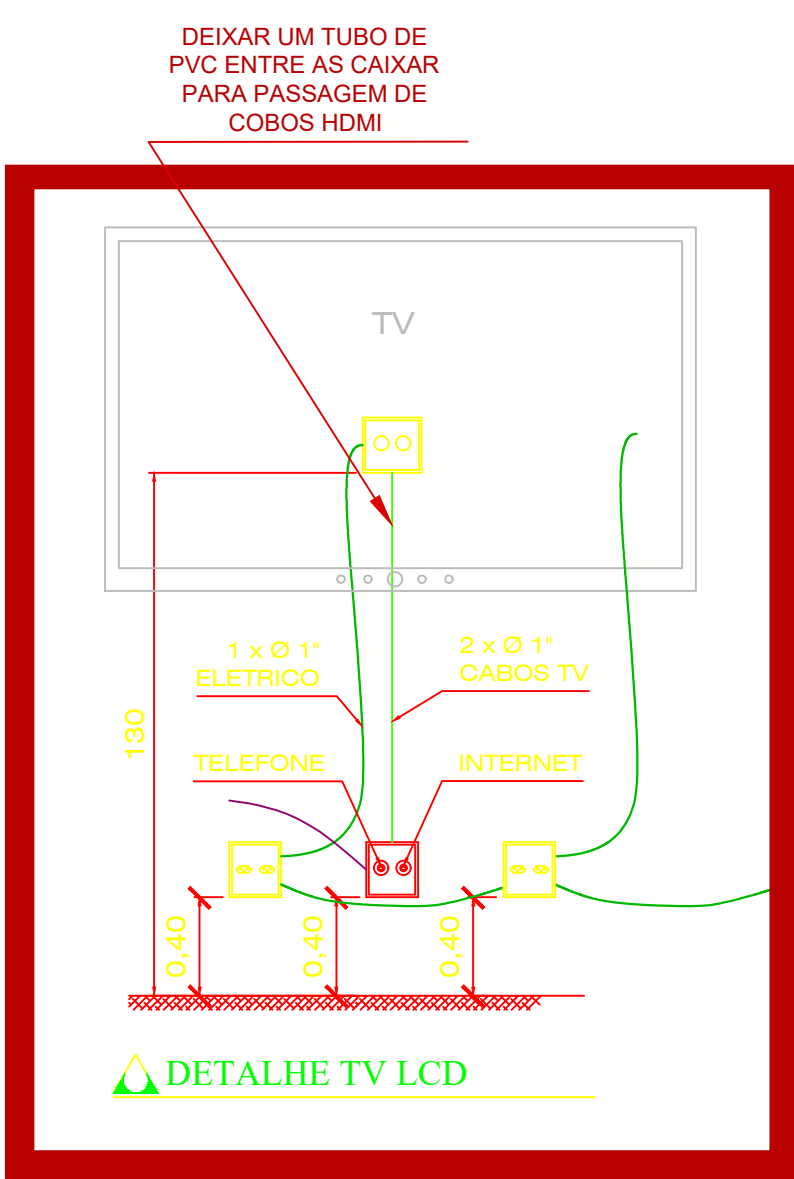 DEIXAR UM TUBO DE
PVC ENTRE AS CAIXAR
PARA PASSAGEM DE
COBOS HDMI
TV
1 x Ø 1"
ELETRICO
2 x Ø 1"
CABOS TV
130
TELEFONE
INTERNET
0,40
0,40
0,40
DETALHE TV LCD